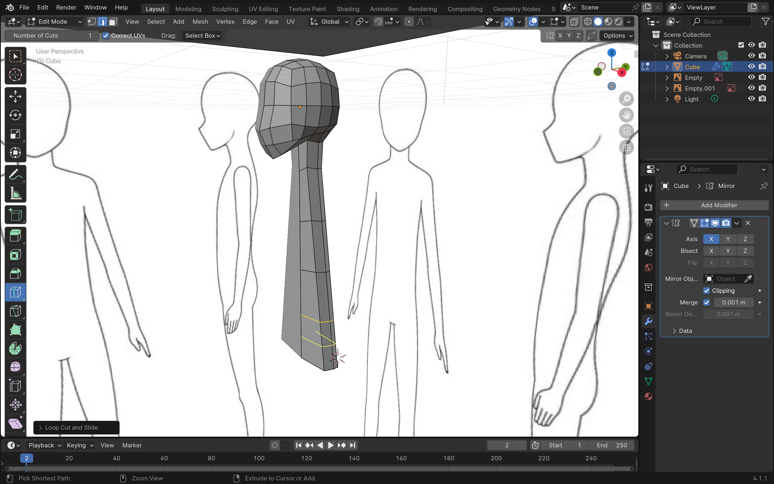 File Edit Render Window Help Layout Modeling Sculpting UV Editing Texture Paint Shading Animation Rendering Compositing Geometry Nodes Scene ViewLayer
Edit Mode View Select Add Mesh Vertex Edge Face UV Global Search
Number of Cuts 1 Correct UVs Drag: Select Box X Y Z Options
User Perspective
Cube
Scene Collection
Collection
Camera
Cube
Empty
Empty.001
Light
X
Search
Cube Mirror
Add Modifier
Axis X Y Z
Bisect X Y Z
Flip X Y Z
Mirror Obj... Object
Clipping
Merge 0.001 m
Bisect Di... 0.001 m
Data
Loop Cut and Slide
Playback Keying View Marker 2 Start 1 End 250
2 20 40 60 80 100 120 140 160 180 200 220 240
Pick Shortest Path Zoom View Extrude to Cursor or Add 4.1.1